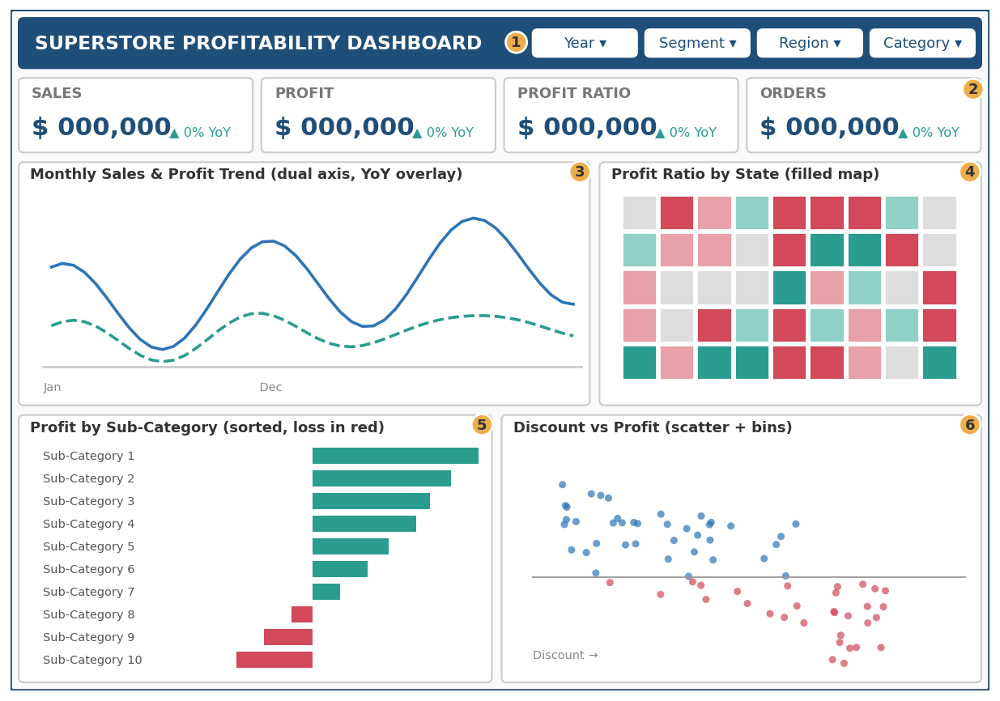 SUPERSTORE PROFITABILITY DASHBOARD 1 Year ▾ Segment ▾ Region ▾ Category ▾
SALES PROFIT PROFIT RATIO ORDERS 2
$ 000,000 ▲ 0% YoY $ 000,000 ▲ 0% YoY $ 000,000 ▲ 0% YoY $ 000,000 ▲ 0% YoY
Monthly Sales & Profit Trend (dual axis, YoY overlay) 3
Jan Dec
Profit Ratio by State (filled map) 4
Profit by Sub-Category (sorted, loss in red) 5
Sub-Category 1
Sub-Category 2
Sub-Category 3
Sub-Category 4
Sub-Category 5
Sub-Category 6
Sub-Category 7
Sub-Category 8
Sub-Category 9
Sub-Category 10
Discount vs Profit (scatter + bins) 6
Discount →